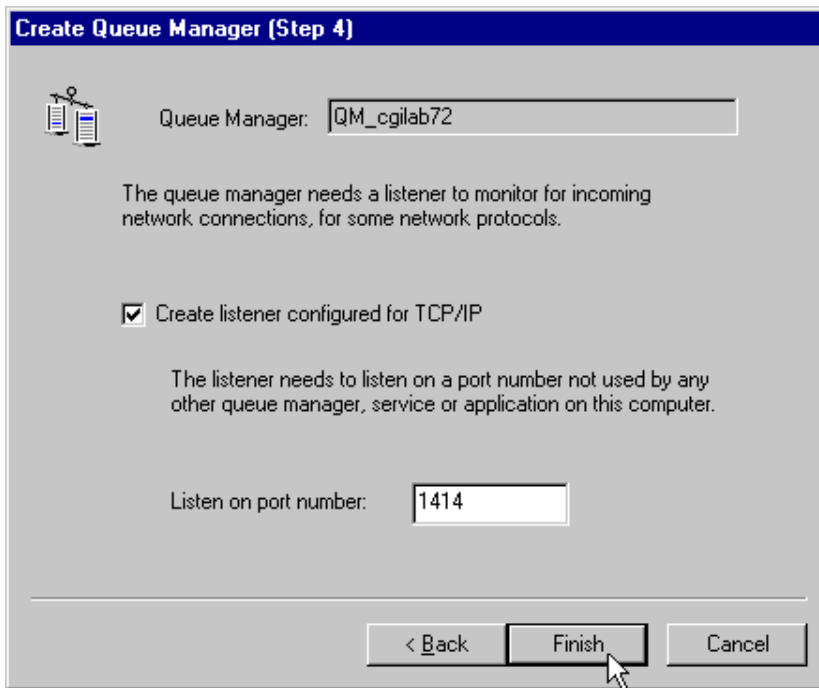 Create Queue Manager (Step 4)
Queue Manager: QM_cgilab72
The queue manager needs a listener to monitor for incoming
network connections, for some network protocols.
Create listener configured for TCP/IP
The listener needs to listen on a port number not used by any
other queue manager, service or application on this computer.
Listen on port number: 1414
< Back Finish Cancel